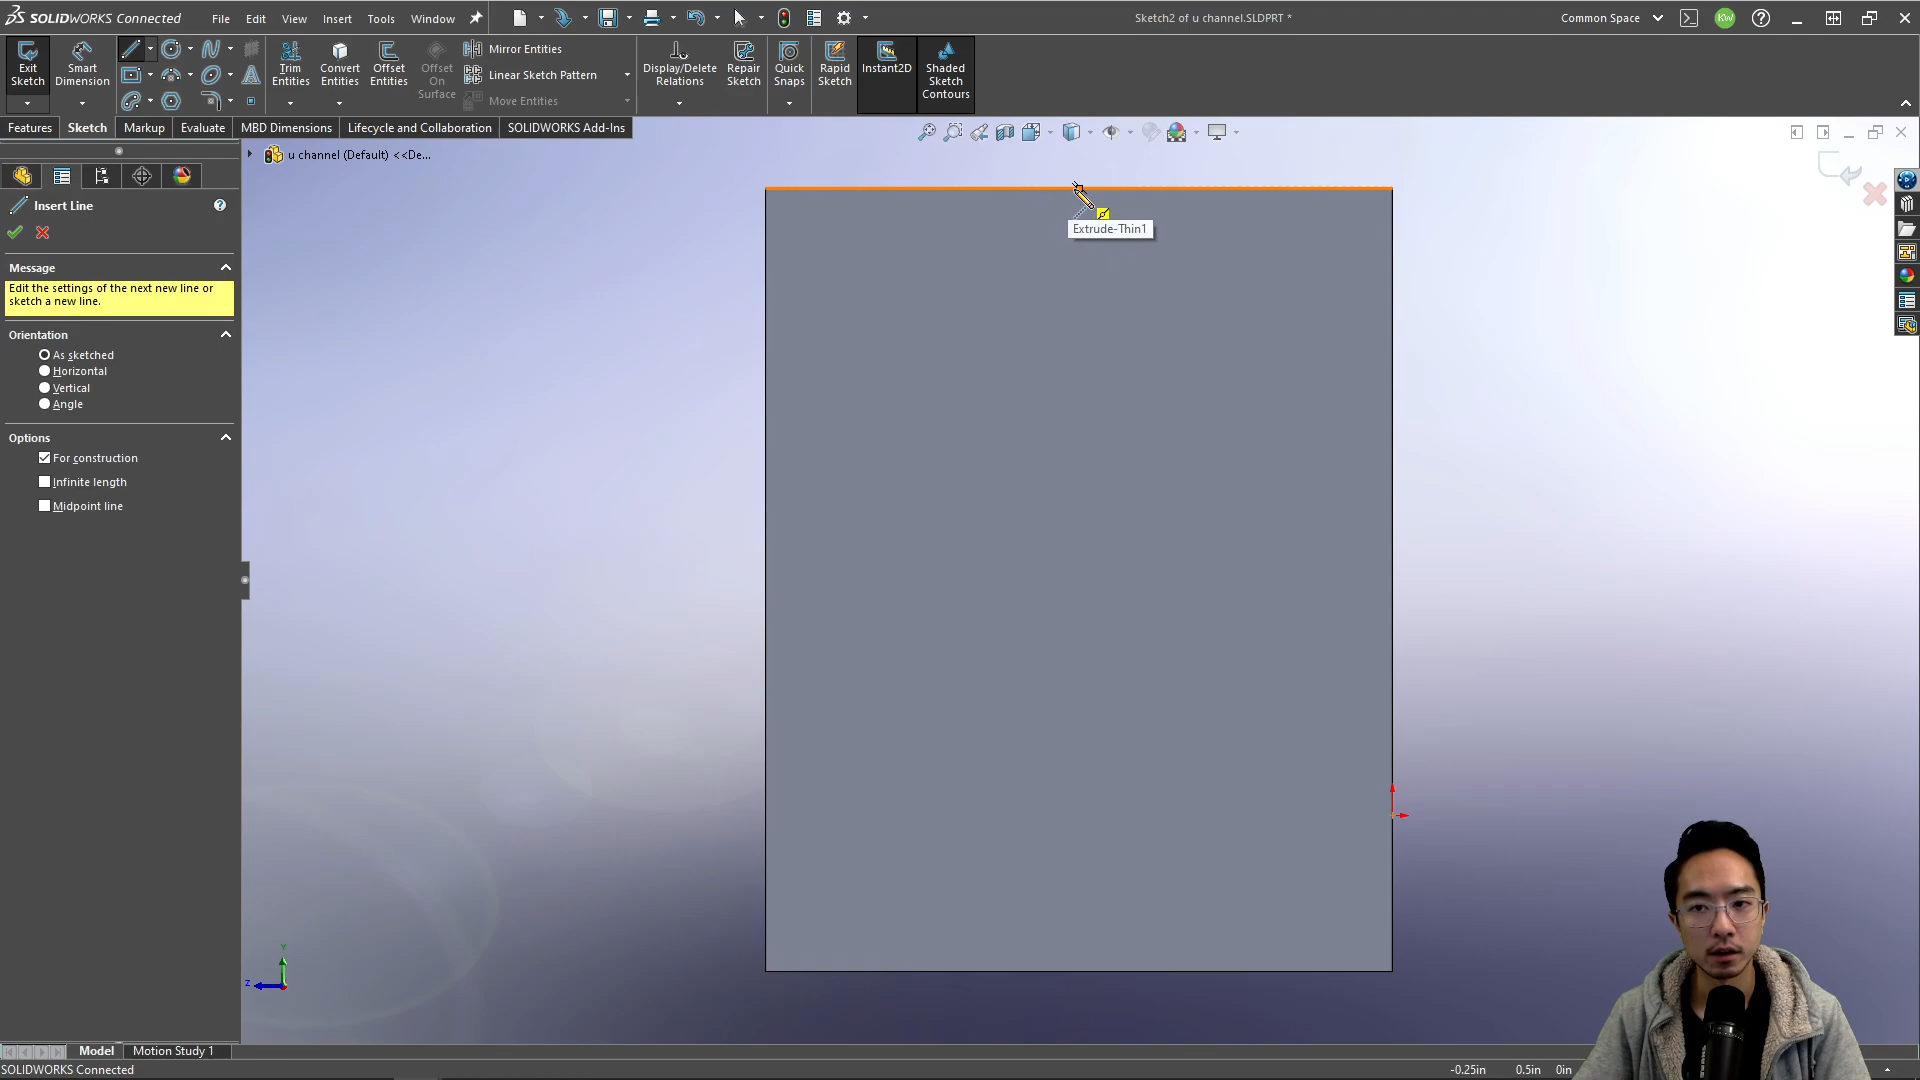 SOLIDWORKS Connected
File Edit View Insert Tools Window
Sketch2 of u channel.SLDPRT *
Common Space
KW
Exit Sketch
Smart Dimension
Trim Entities
Convert Entities
Offset Entities
Offset On Surface
Mirror Entities
Linear Sketch Pattern
Move Entities
Display/Delete Relations
Repair Sketch
Quick Snaps
Rapid Sketch
Instant2D
Shaded Sketch Contours
Features Sketch Markup Evaluate MBD Dimensions Lifecycle and Collaboration SOLIDWORKS Add-Ins
u channel (Default) <<De...
Insert Line
Message
Edit the settings of the next new line or
sketch a new line.
Orientation
As sketched
Horizontal
Vertical
Angle
Options
For construction
Infinite length
Midpoint line
Extrude-Thin1
Y
Z
Model Motion Study 1
SOLIDWORKS Connected
-0.25in 0.5in 0in